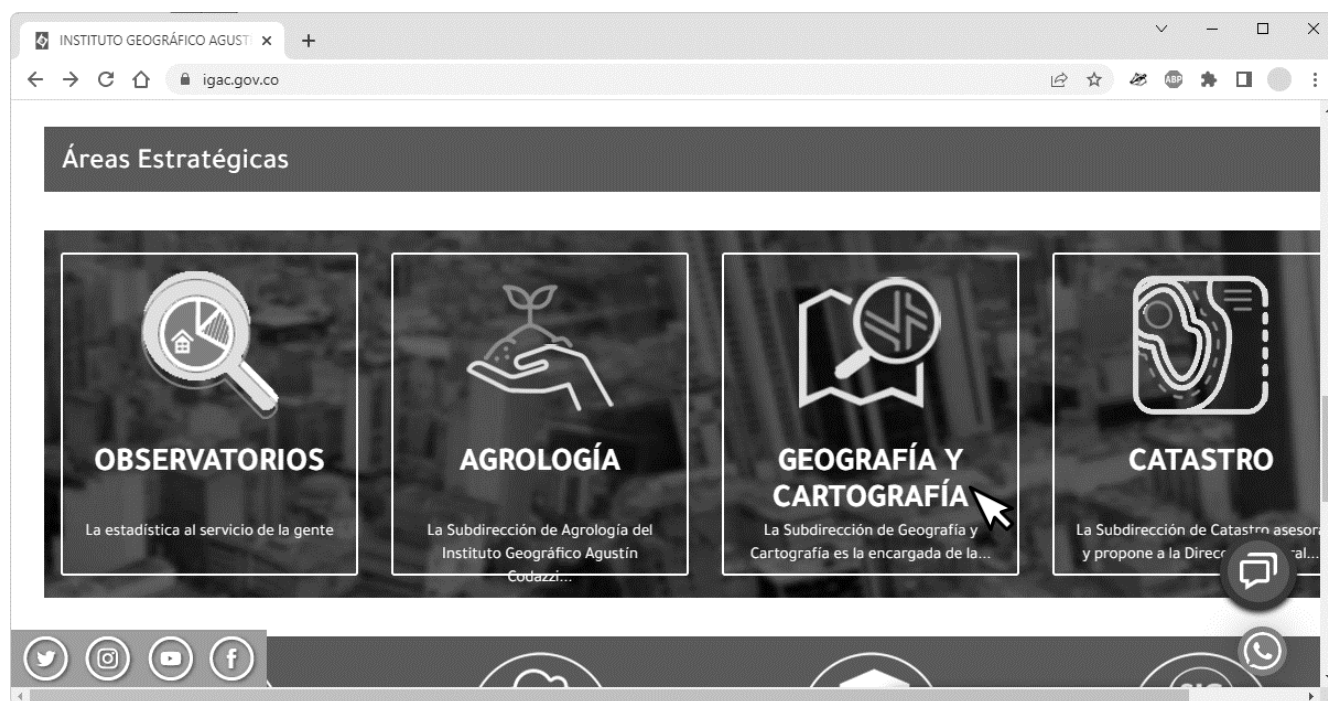 INSTITUTO GEOGRÁFICO AGUST
igac.gov.co
ABP
Áreas Estratégicas
OBSERVATORIOS
La estadística al servicio de la gente
AGROLOGÍA
La Subdirección de Agrología del
Instituto Geográfico Agustín
Codazzi...
GEOGRAFÍA Y
CARTOGRAFÍA
La Subdirección de Geografía y
Cartografía es la encargada de la...
CATASTRO
La Subdirección de Catastro asesora
y propone a la